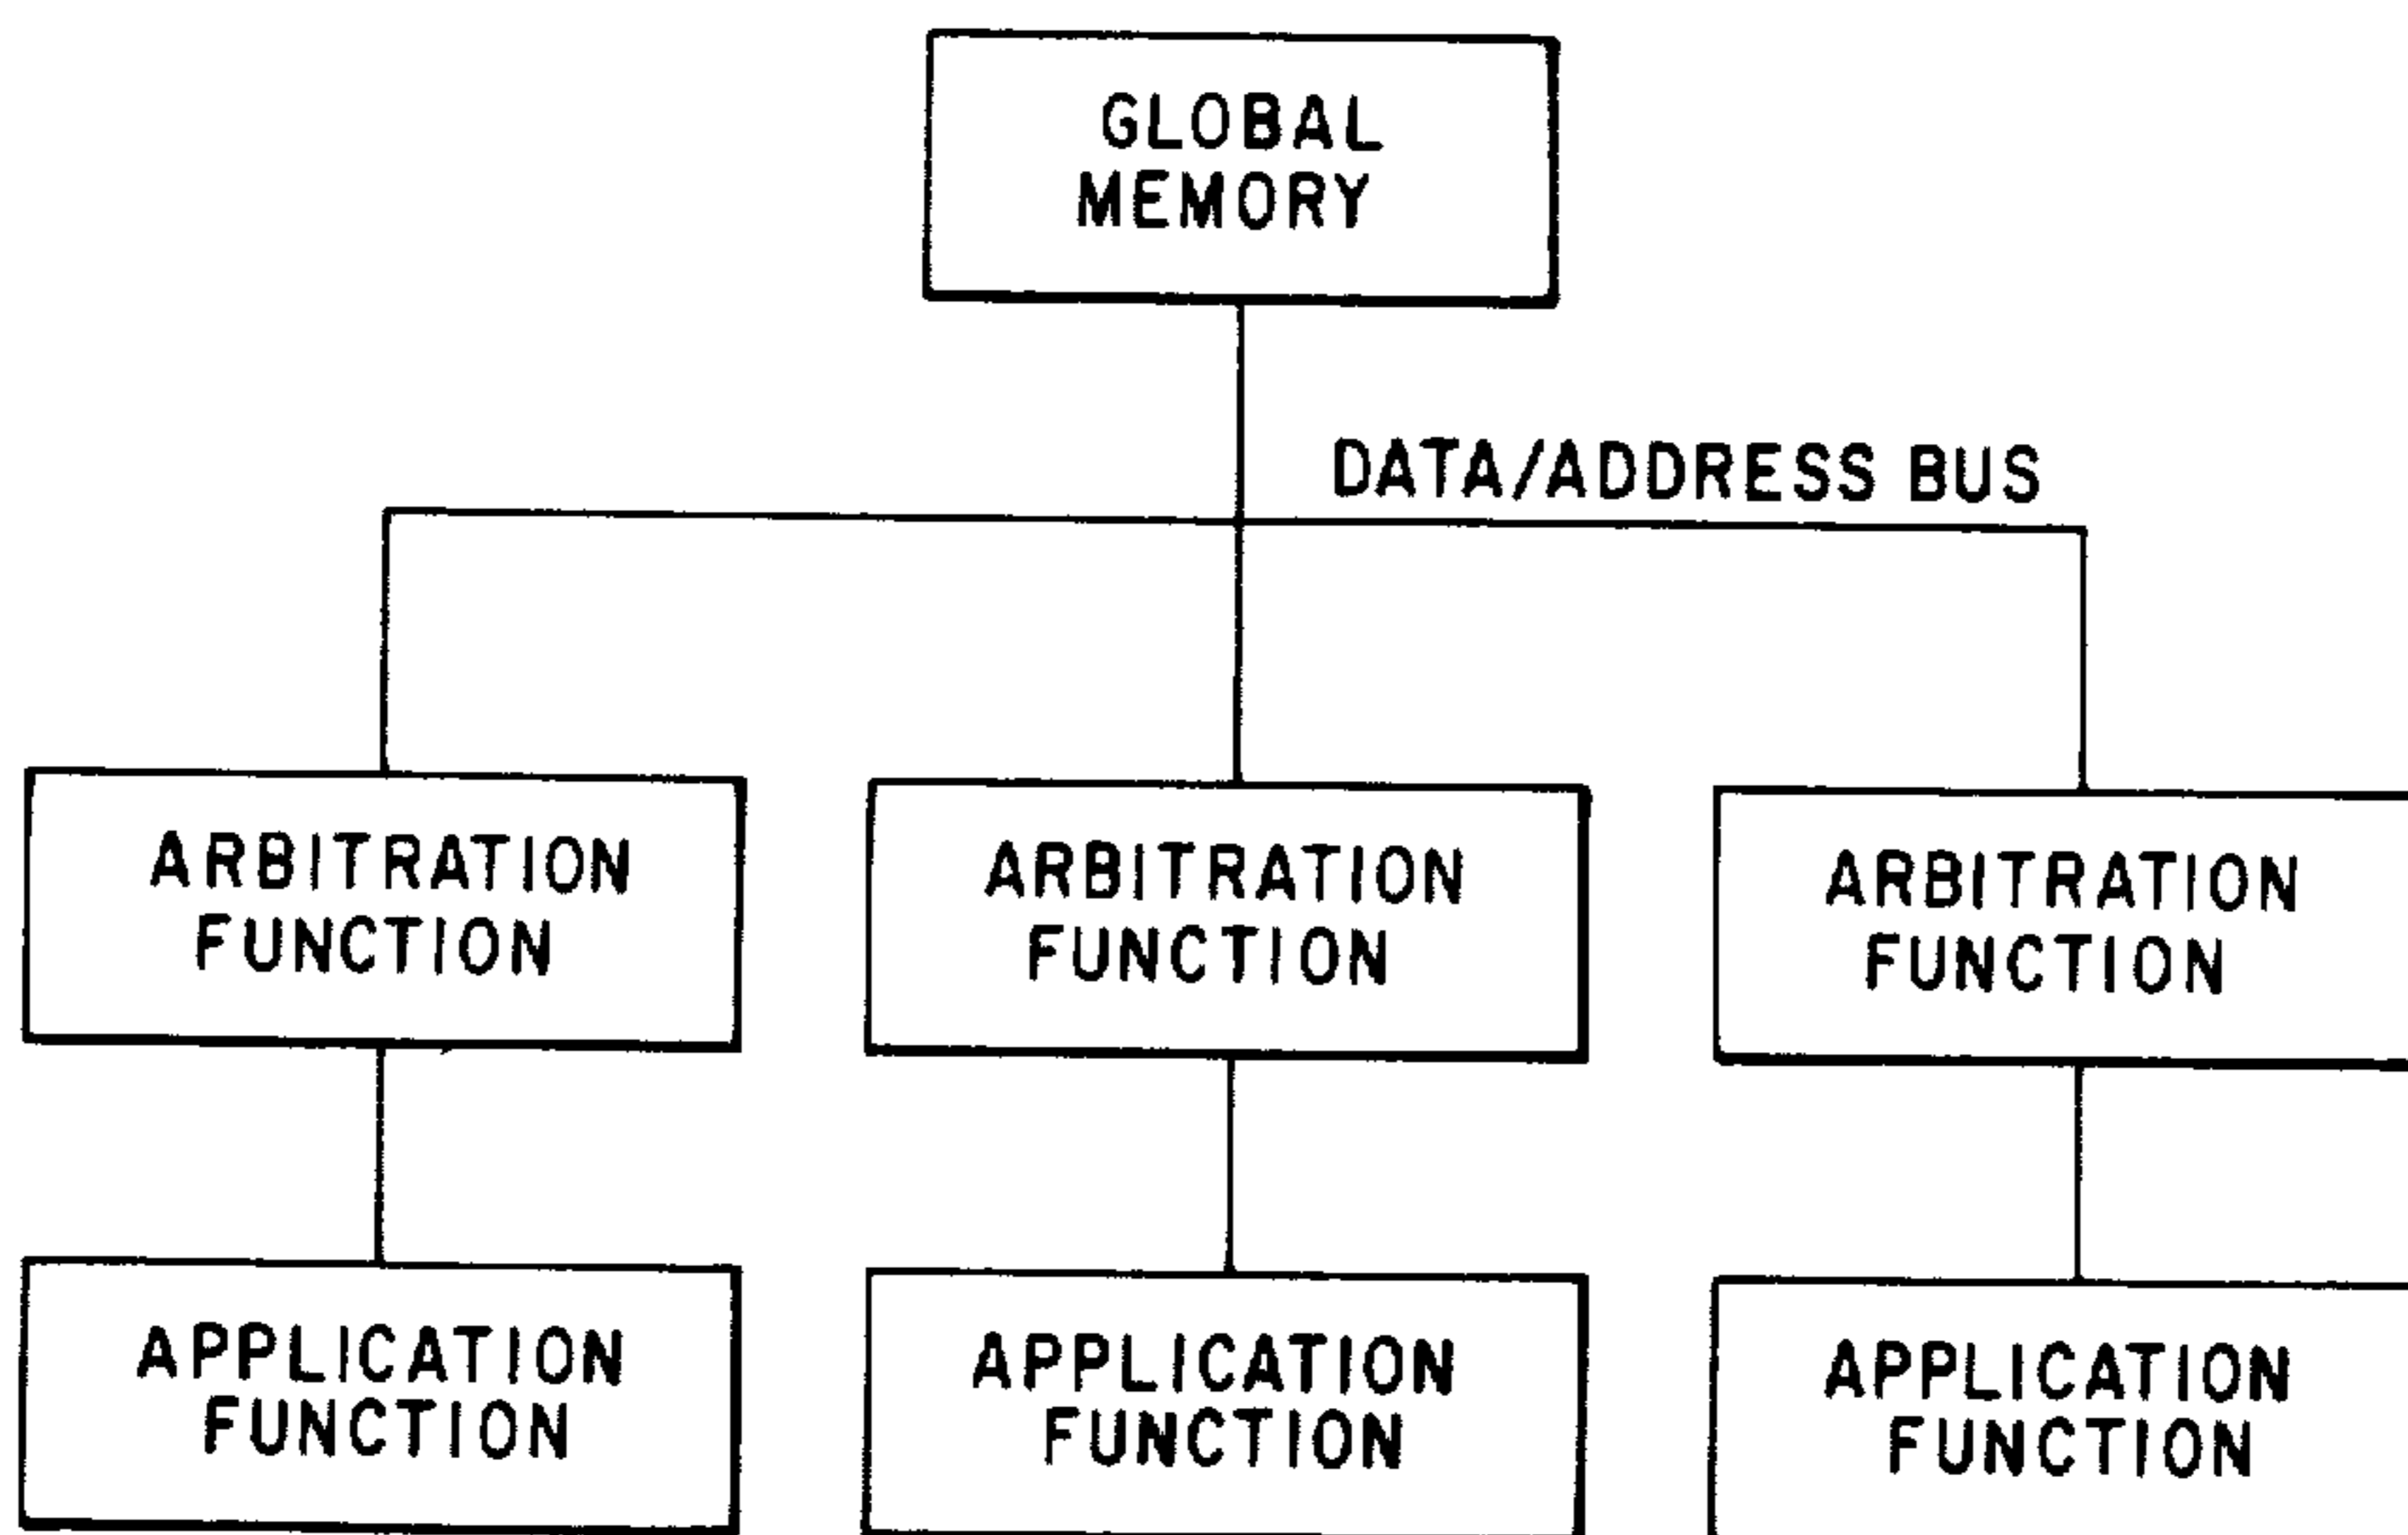 GLOBAL
MEMORY
DATA/ADDRESS BUS
ARBITRATION
FUNCTION
ARBITRATION
FUNCTION
ARBITRATION
FUNCTION
APPLICATION
FUNCTION
APPLICATION
FUNCTION
APPLICATION
FUNCTION